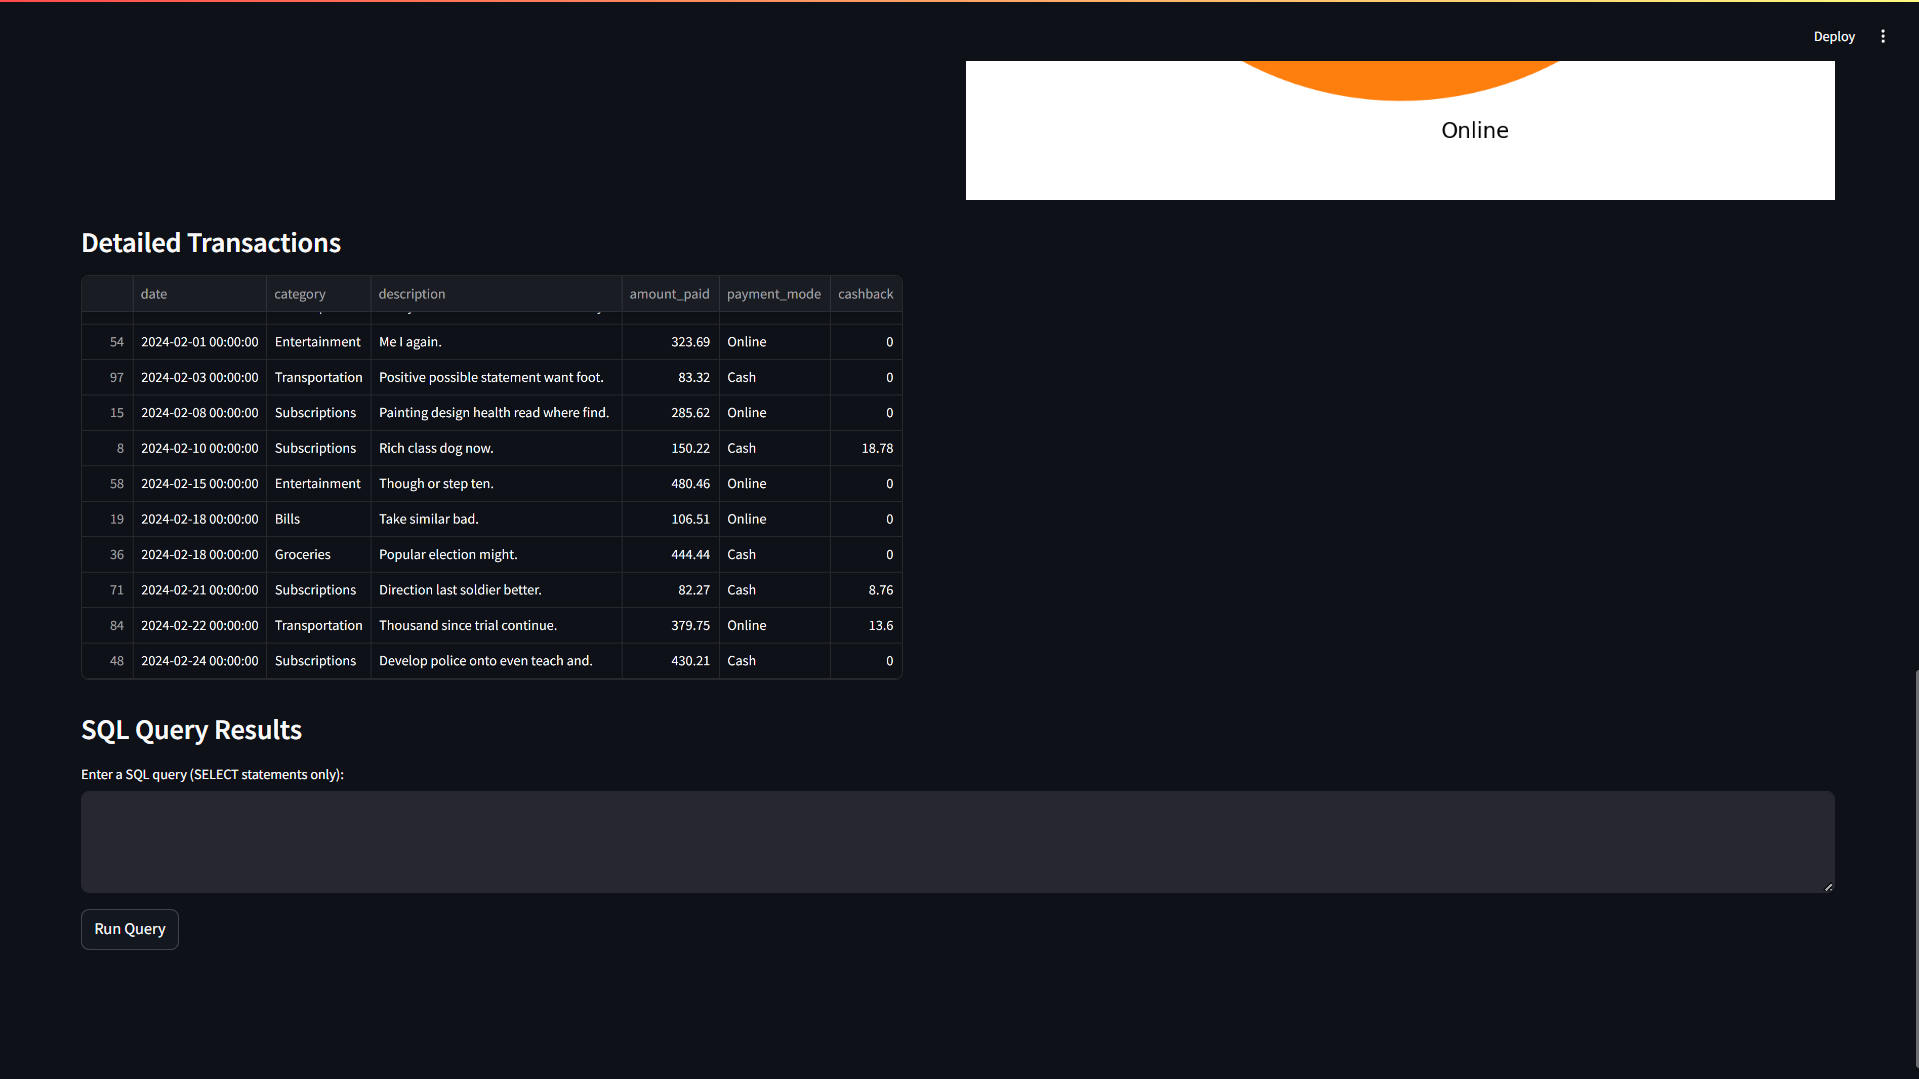 Deploy
Online
Detailed Transactions
date category description amount_paid payment_mode cashback
54 2024-02-01 00:00:00 Entertainment Me I again. 323.69 Online 0
97 2024-02-03 00:00:00 Transportation Positive possible statement want foot. 83.32 Cash 0
15 2024-02-08 00:00:00 Subscriptions Painting design health read where find. 285.62 Online 0
8 2024-02-10 00:00:00 Subscriptions Rich class dog now. 150.22 Cash 18.78
58 2024-02-15 00:00:00 Entertainment Though or step ten. 480.46 Online 0
19 2024-02-18 00:00:00 Bills Take similar bad. 106.51 Online 0
36 2024-02-18 00:00:00 Groceries Popular election might. 444.44 Cash 0
71 2024-02-21 00:00:00 Subscriptions Direction last soldier better. 82.27 Cash 8.76
84 2024-02-22 00:00:00 Transportation Thousand since trial continue. 379.75 Online 13.6
48 2024-02-24 00:00:00 Subscriptions Develop police onto even teach and. 430.21 Cash 0
SQL Query Results
Enter a SQL query (SELECT statements only):
Run Query